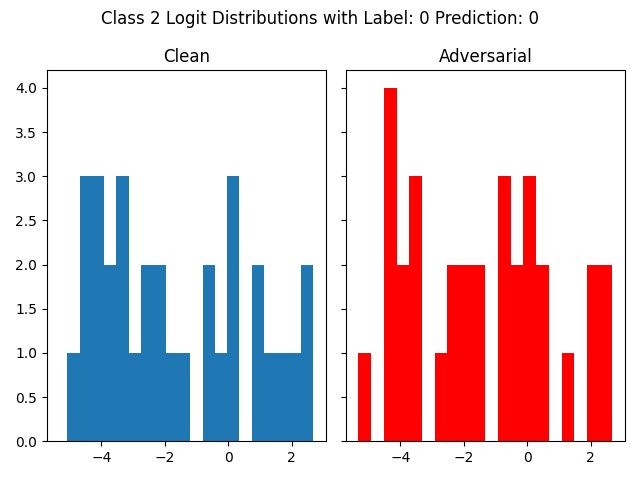 Class 2 Logit Distributions with Label: 0 Prediction: 0
Clean
Adversarial
4.0
3.5
3.0
2.5
2.0
1.5
1.0
0.5
0.0
−4 −2 0 2
−4 −2 0 2